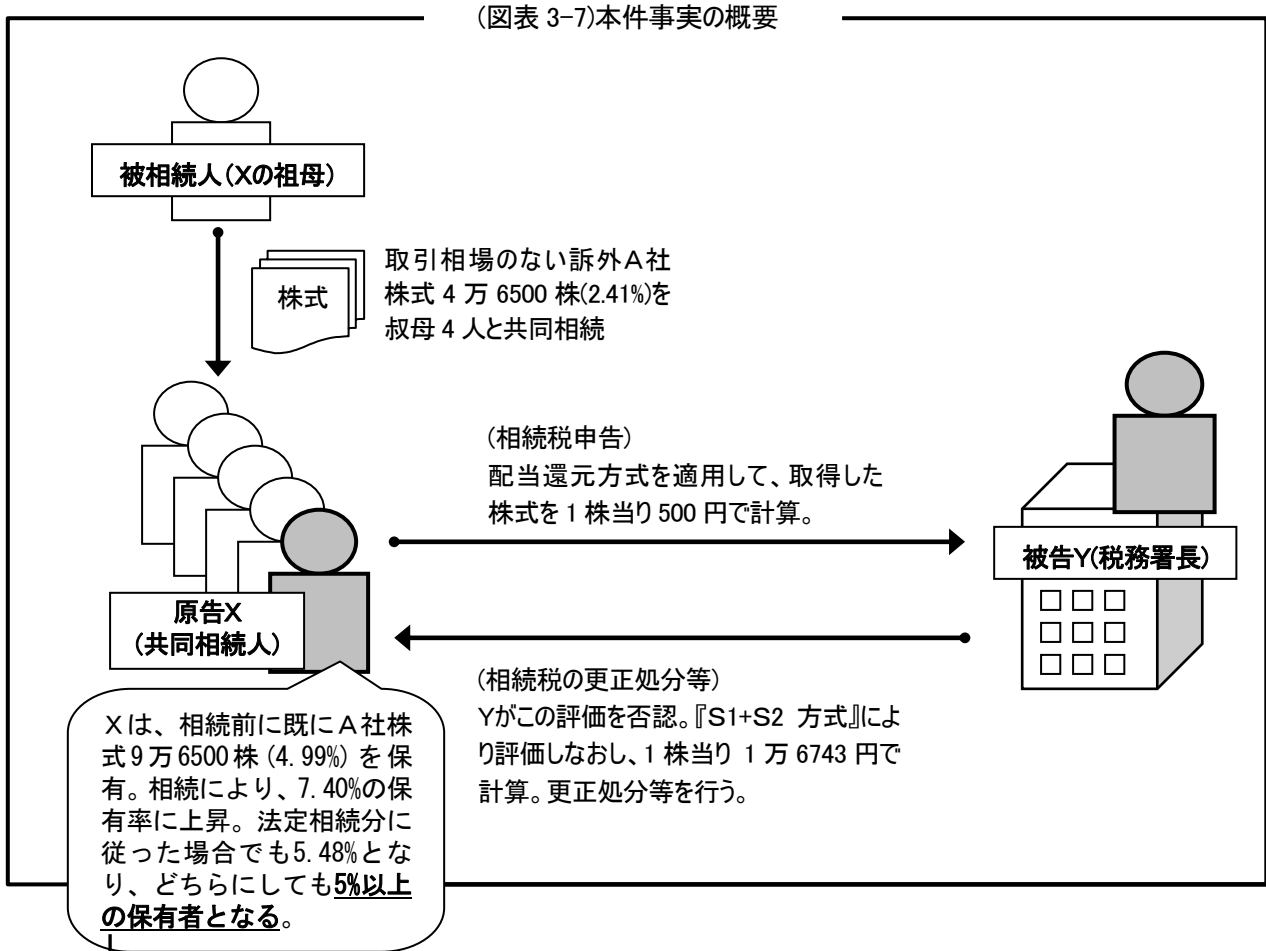 (図表 3-7)本件事実の概要
被相続人(Xの祖母)
株式
取引相場のない訴外A社
株式 4 万 6500 株(2.41%)を
叔母 4 人と共同相続
(相続税申告)
配当還元方式を適用して、取得した
株式を 1 株当り 500 円で計算。
被告Y(税務署長)
原告X
(共同相続人)
(相続税の更正処分等)
Yがこの評価を否認。『S1+S2 方式』によ
り評価しなおし、1 株当り 1 万 6743 円で
計算。更正処分等を行う。
Xは、相続前に既にA社株
式9万6500株(4.99%)を保
有。相続により、7.40%の保
有率に上昇。法定相続分に
従った場合でも5.48%とな
り、どちらにしても5%以上
の保有者となる。